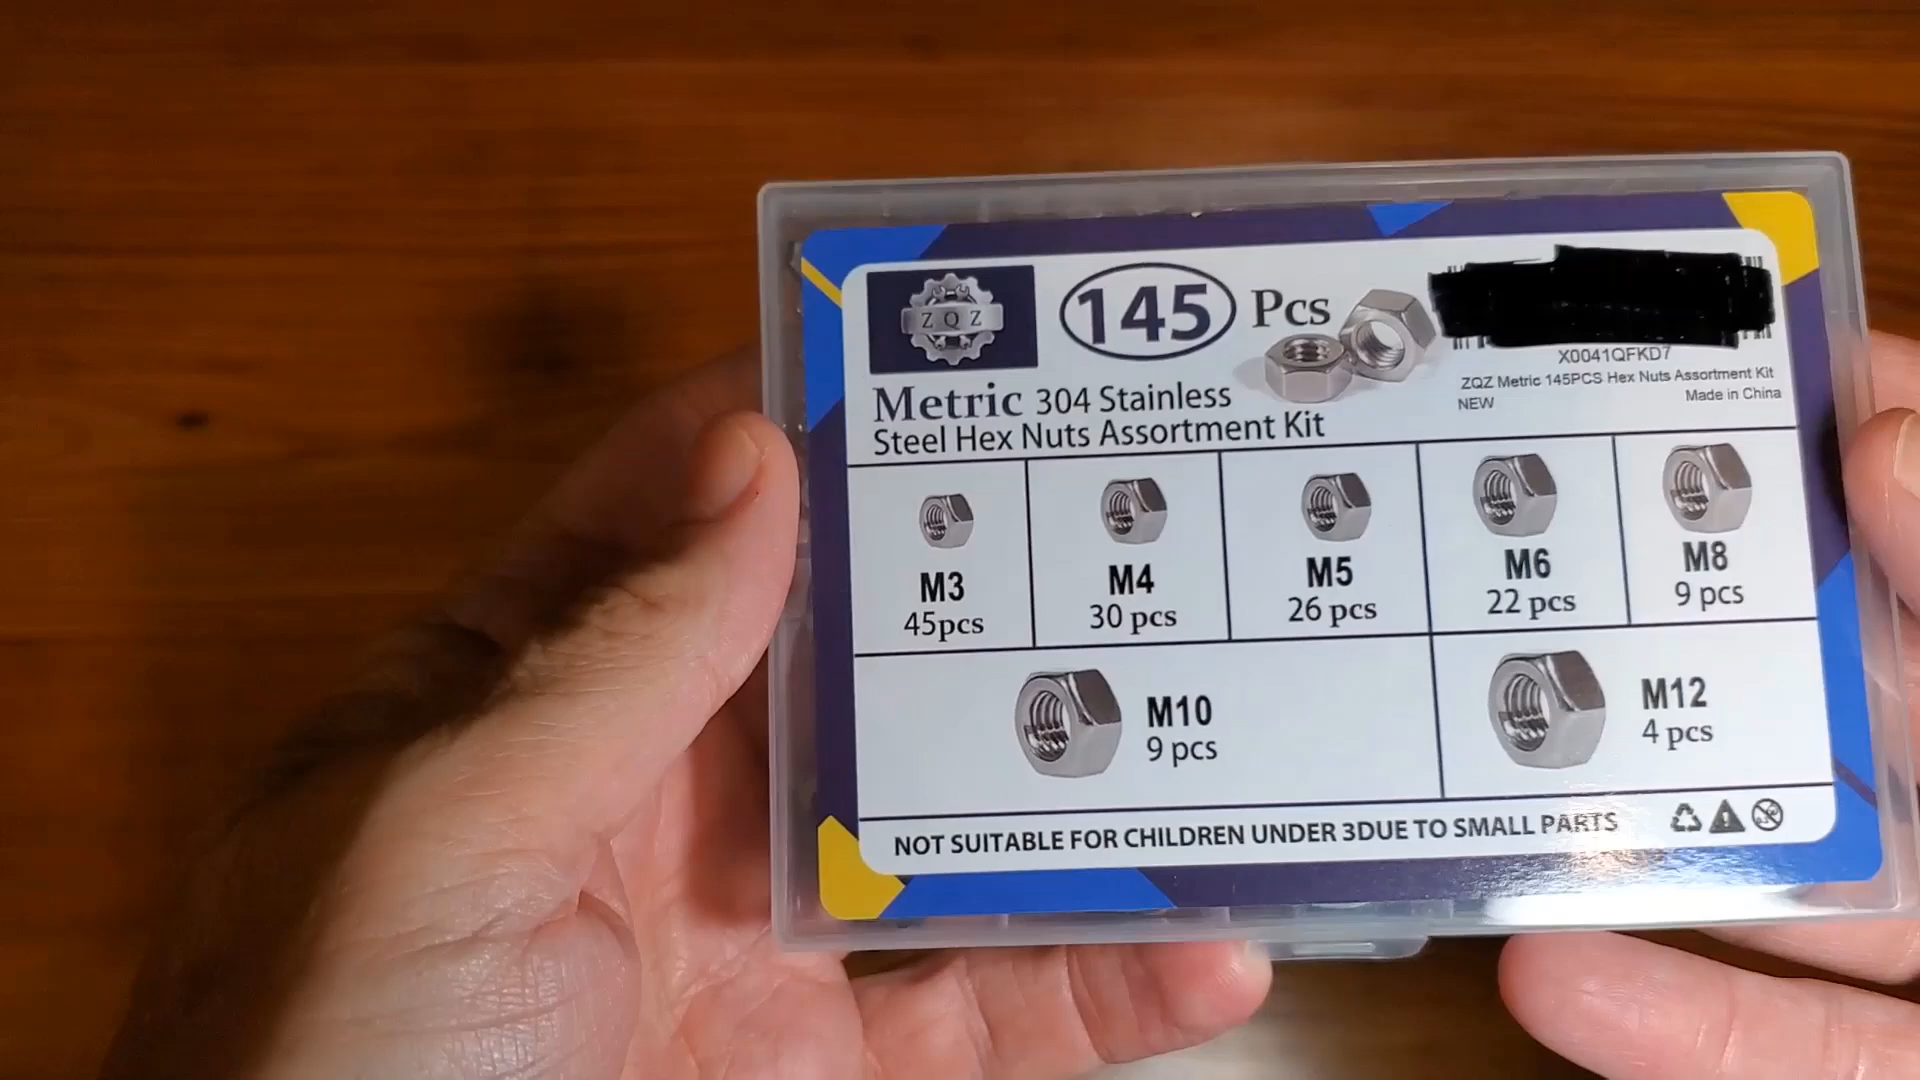 ZQZ
145 Pcs
X0041QFKD7
ZQZ Metric 145PCS Hex Nuts Assortment Kit
NEW
Made in China
Metric 304 Stainless
Steel Hex Nuts Assortment Kit
M3
45pcs
M4
30 pcs
M5
26 pcs
M6
22 pcs
M8
9 pcs
M10
9 pcs
M12
4 pcs
NOT SUITABLE FOR CHILDREN UNDER 3DUE TO SMALL PARTS